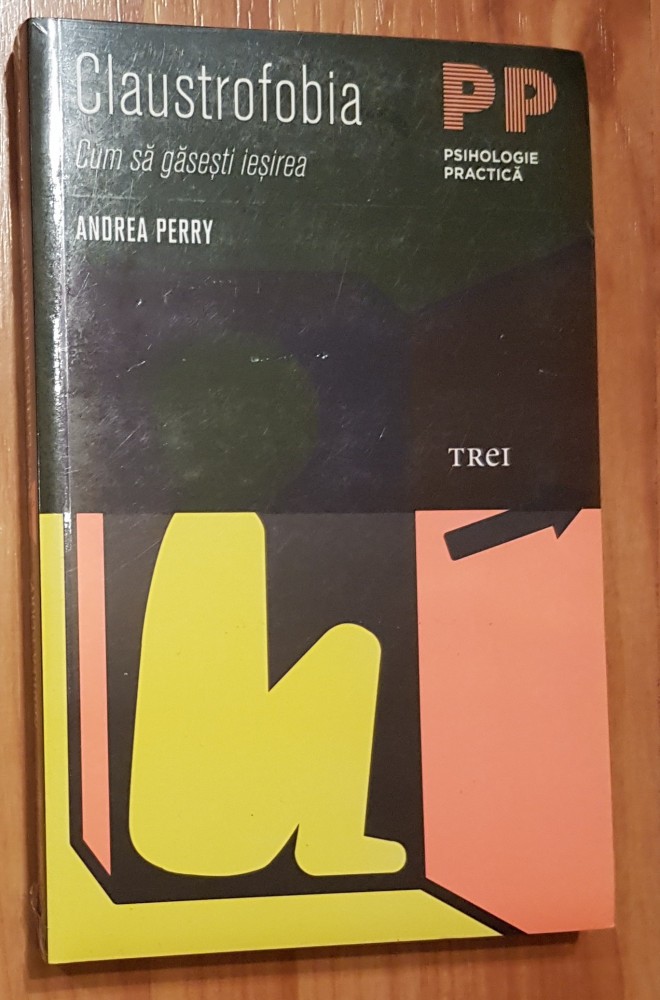 Claustrofobia
Cum să găsești ieșirea
ANDREA PERRY
PP
PSIHOLOGIE
PRACTICĂ
TREI